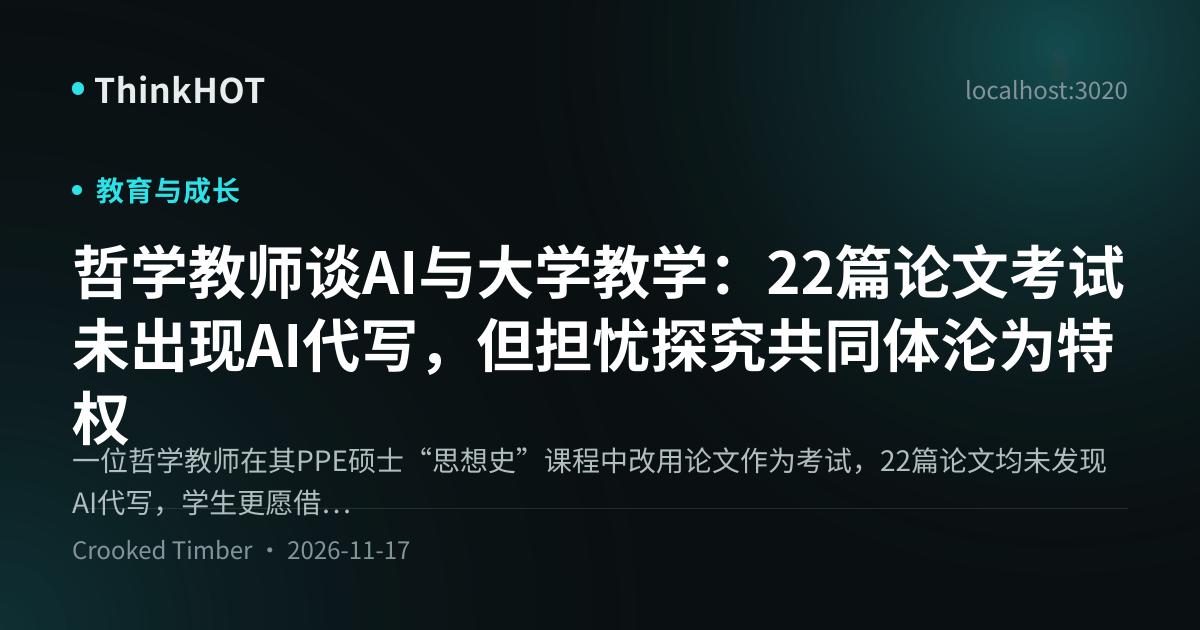 ThinkHOT
localhost:3020
教育与成长
哲学教师谈AI与大学教学：22篇论文考试
未出现AI代写，但担忧探究共同体沦为特
权
一位哲学教师在其PPE硕士“思想史”课程中改用论文作为考试，22篇论文均未发现
AI代写，学生更愿借…
Crooked Timber · 2026-11-17